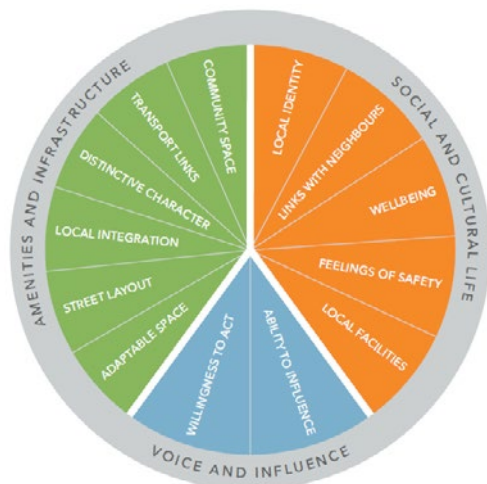 AMENITIES AND INFRASTRUCTURE
COMMUNITY SPACE
TRANSPORT LINKS
DISTINCTIVE CHARACTER
LOCAL INTEGRATION
STREET LAYOUT
ADAPTABLE SPACE
SOCIAL AND CULTURAL LIFE
LOCAL IDENTITY
LINKS WITH NEIGHBOURS
WELLBEING
FEELINGS OF SAFETY
LOCAL FACILITIES
WILLINGNESS TO ACT
ABILITY TO INFLUENCE
VOICE AND INFLUENCE